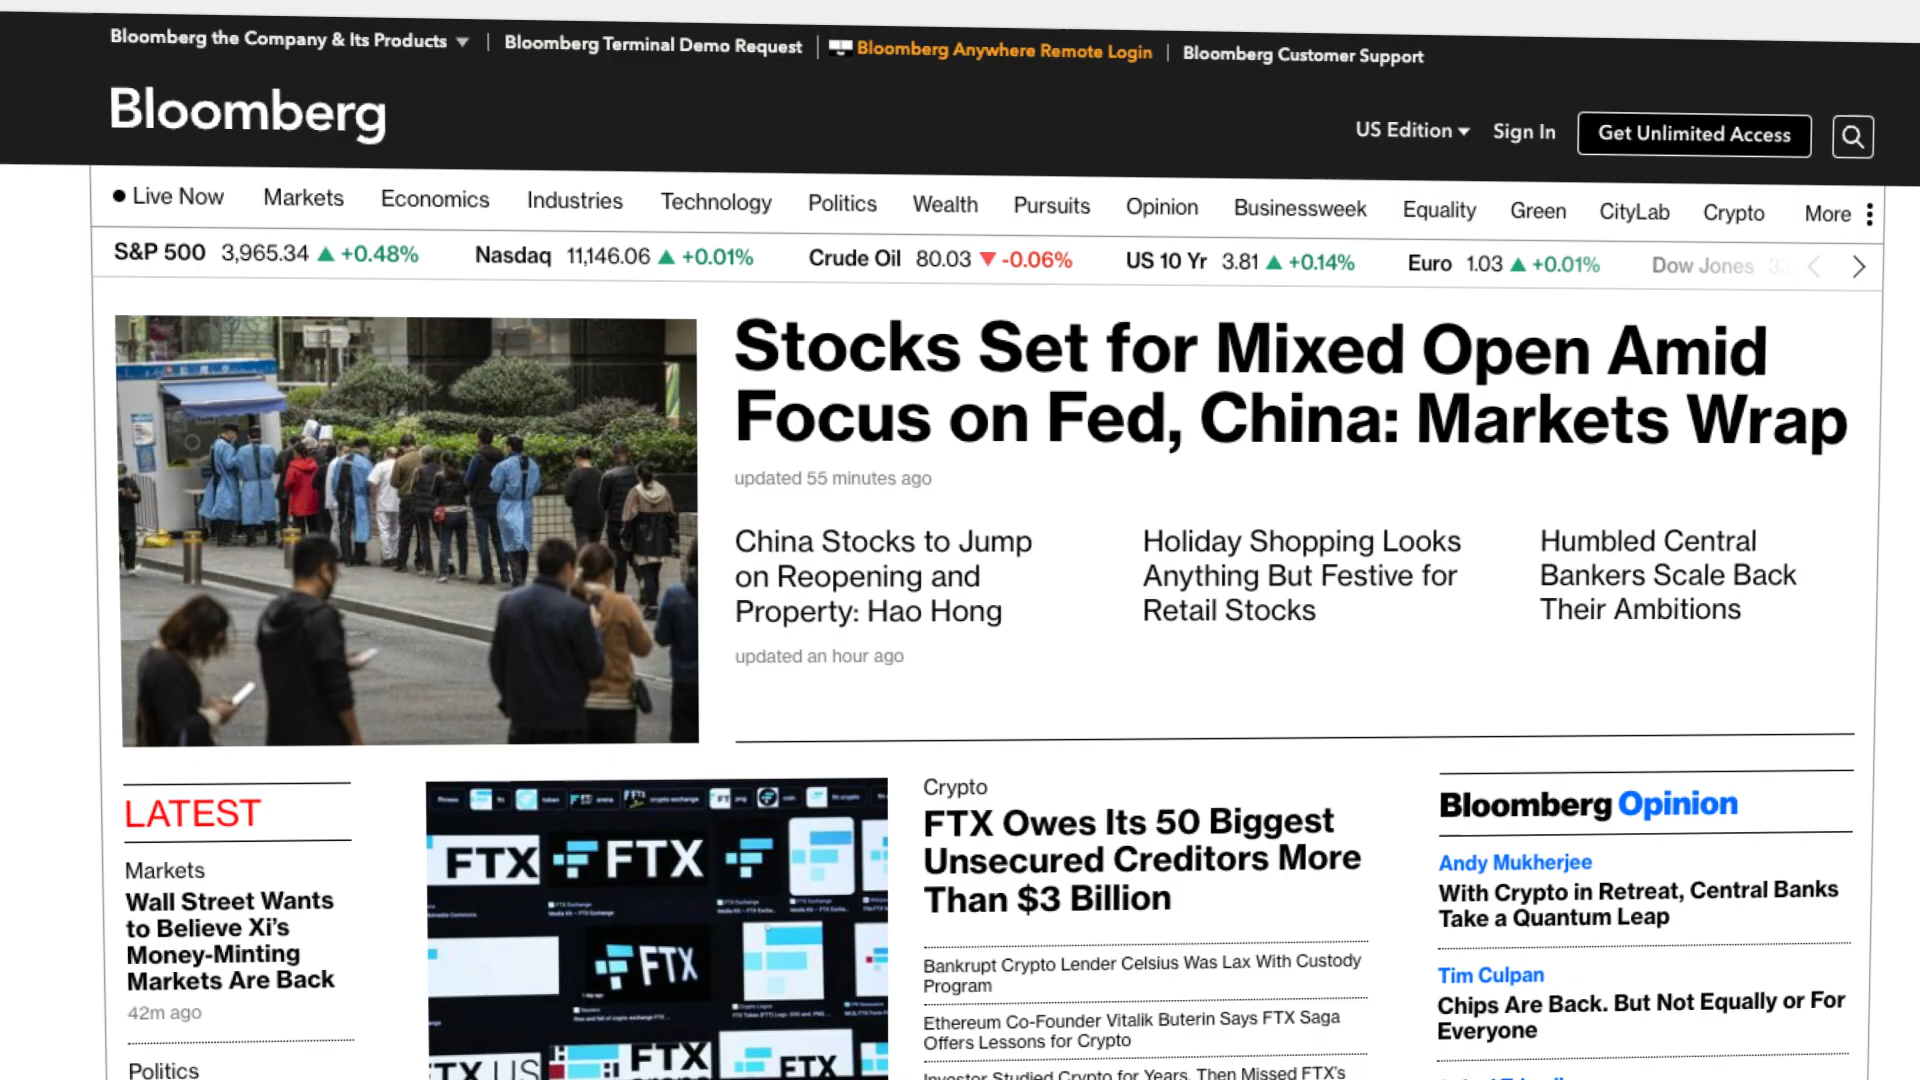 Bloomberg the Company & Its Products
Bloomberg Terminal Demo Request
Bloomberg Anywhere Remote Login
Bloomberg Customer Support
Bloomberg
US Edition
Sign In
Get Unlimited Access
Live Now
Markets
Economics
Industries
Technology
Politics
Wealth
Pursuits
Opinion
Businessweek
Equality
Green
CityLab
Crypto
More
S&P 500 3,965.34 +0.48%
Nasdaq 11,146.06 +0.01%
Crude Oil 80.03 -0.06%
US 10 Yr 3.81 +0.14%
Euro 1.03 +0.01%
Dow Jones
Stocks Set for Mixed Open Amid
Focus on Fed, China: Markets Wrap
updated 55 minutes ago
China Stocks to Jump
on Reopening and
Property: Hao Hong
updated an hour ago
Holiday Shopping Looks
Anything But Festive for
Retail Stocks
Humbled Central
Bankers Scale Back
Their Ambitions
LATEST
Markets
Wall Street Wants
to Believe Xi's
Money-Minting
Markets Are Back
42m ago
Politics
FTX
FTX
FTX
FTX
FTX
Crypto
FTX Owes Its 50 Biggest
Unsecured Creditors More
Than $3 Billion
Bankrupt Crypto Lender Celsius Was Lax With Custody
Program
Ethereum Co-Founder Vitalik Buterin Says FTX Saga
Offers Lessons for Crypto
Investor Studied Crypto for Years, Then Missed FTX's
Bloomberg Opinion
Andy Mukherjee
With Crypto in Retreat, Central Banks
Take a Quantum Leap
Tim Culpan
Chips Are Back. But Not Equally or For
Everyone